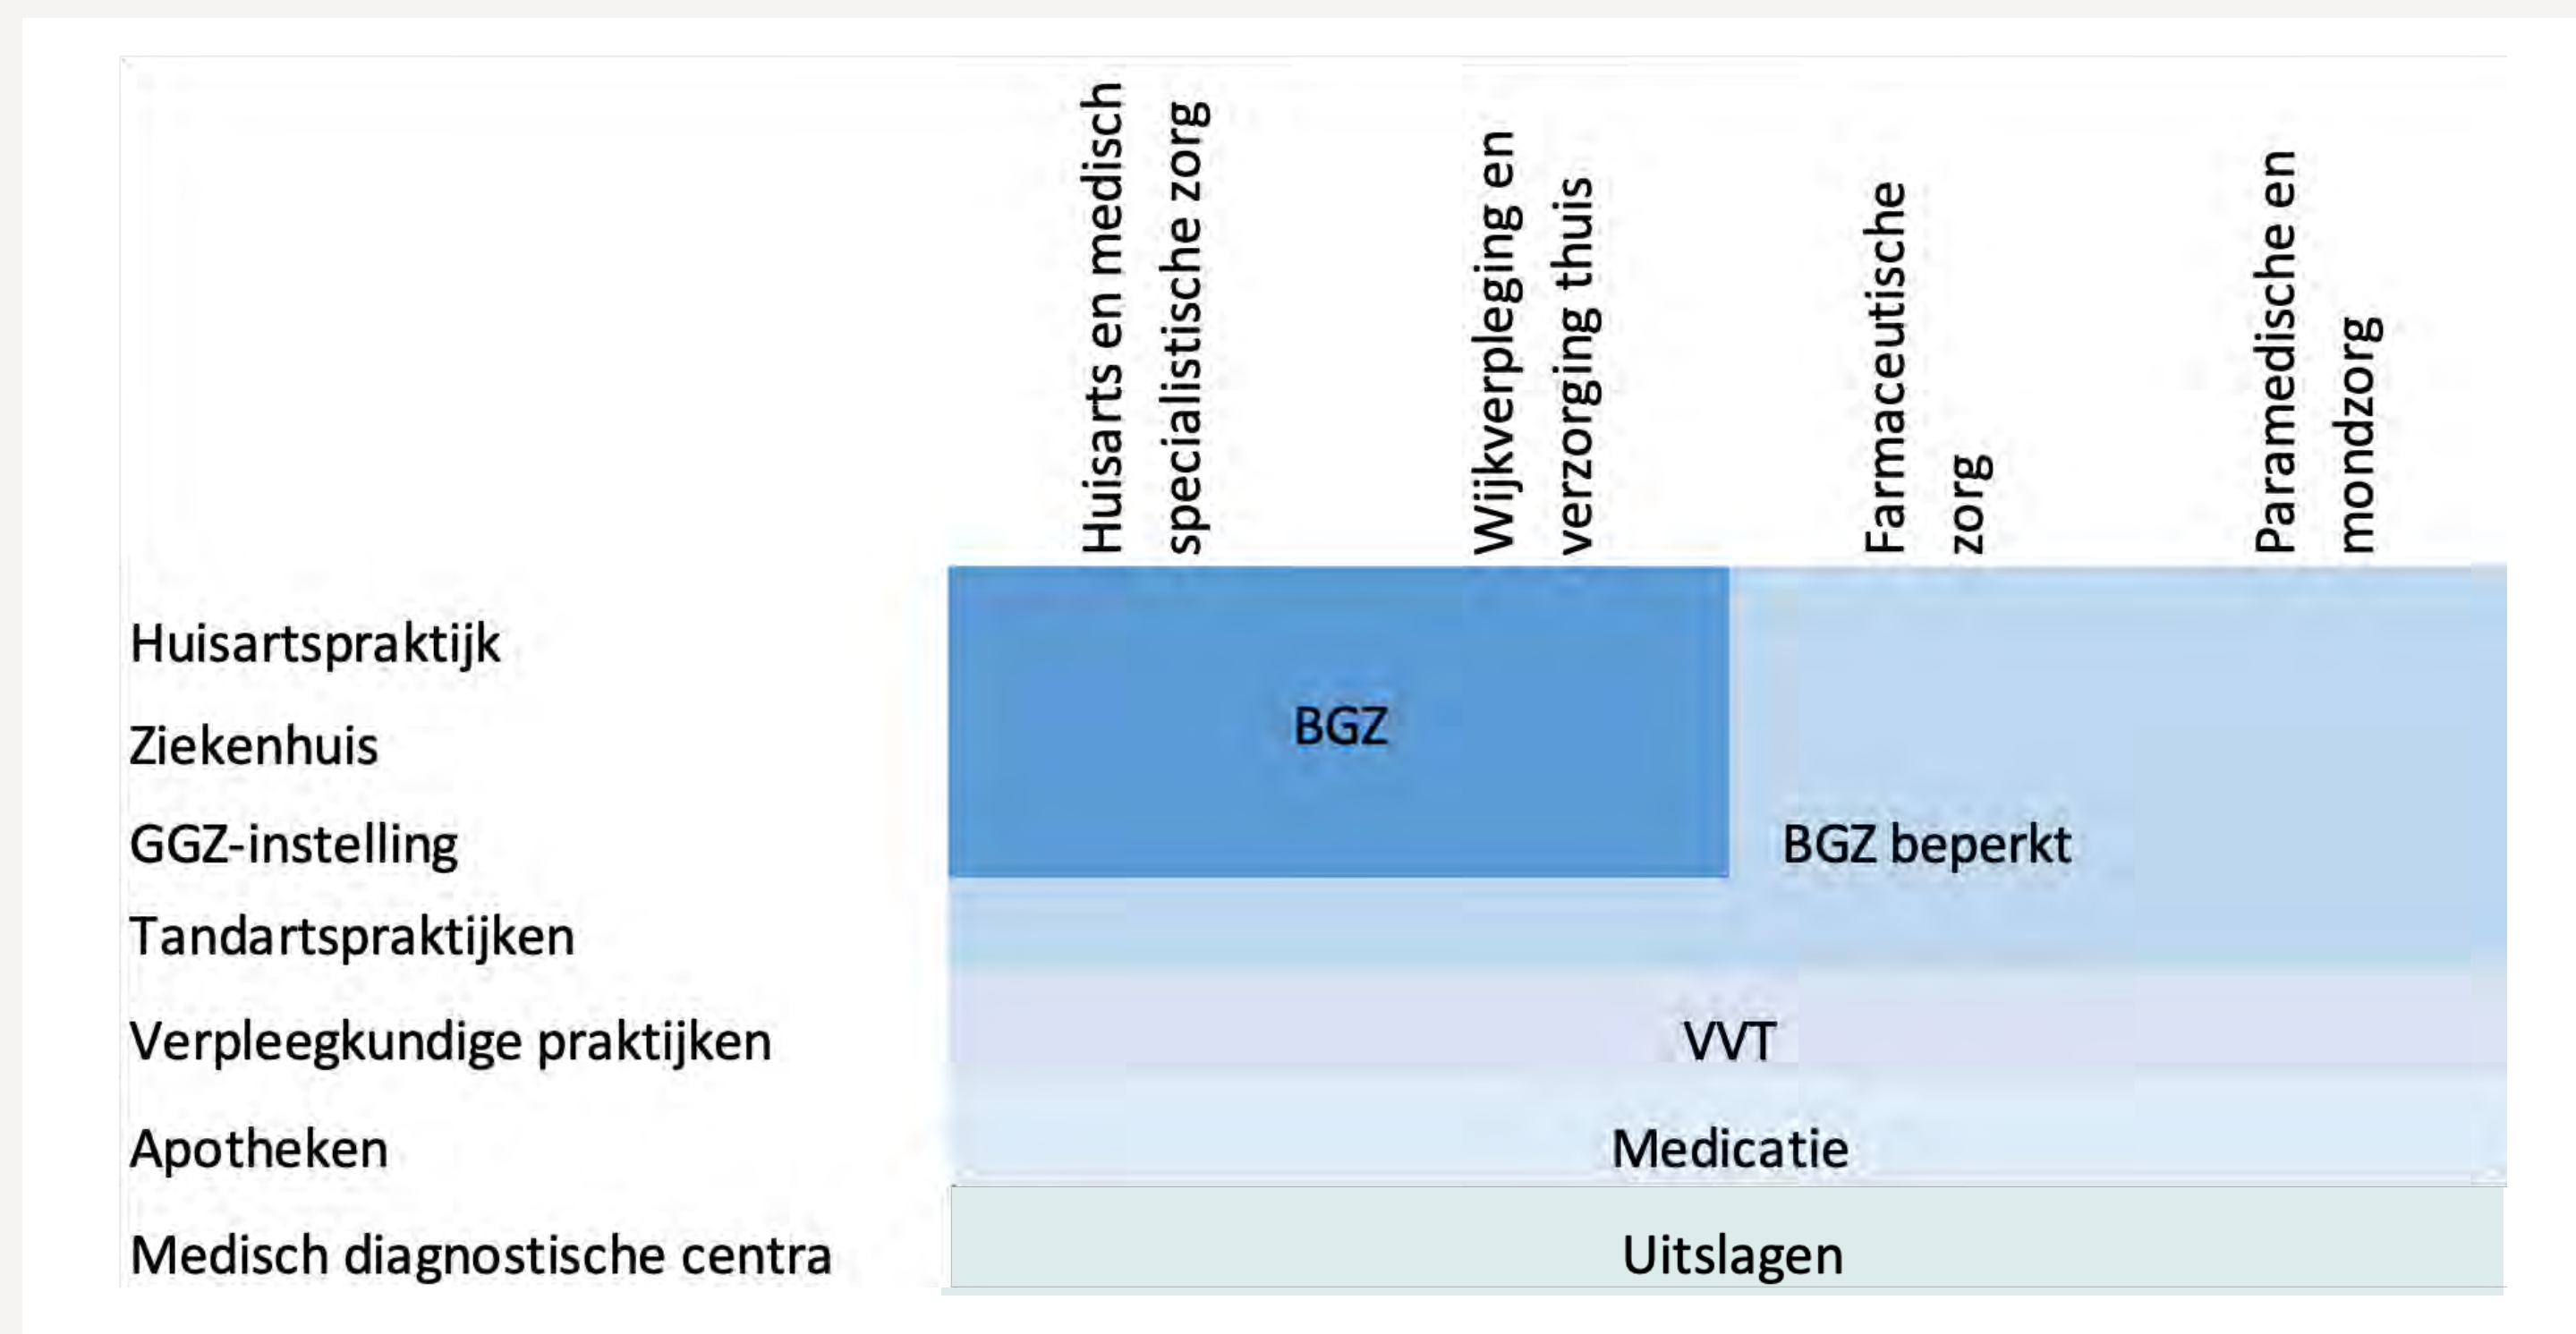 Huisarts en medisch
specialistische zorg
Wijkverpleging en
verzorging thuis
Farmaceutische
zorg
Paramedische en
mondzorg
Huisartspraktijk
Ziekenhuis
BGZ
GGZ-instelling
BGZ beperkt
Tandartspraktijken
Verpleegkundige praktijken
VVT
Apotheken
Medicatie
Medisch diagnostische centra
Uitslagen